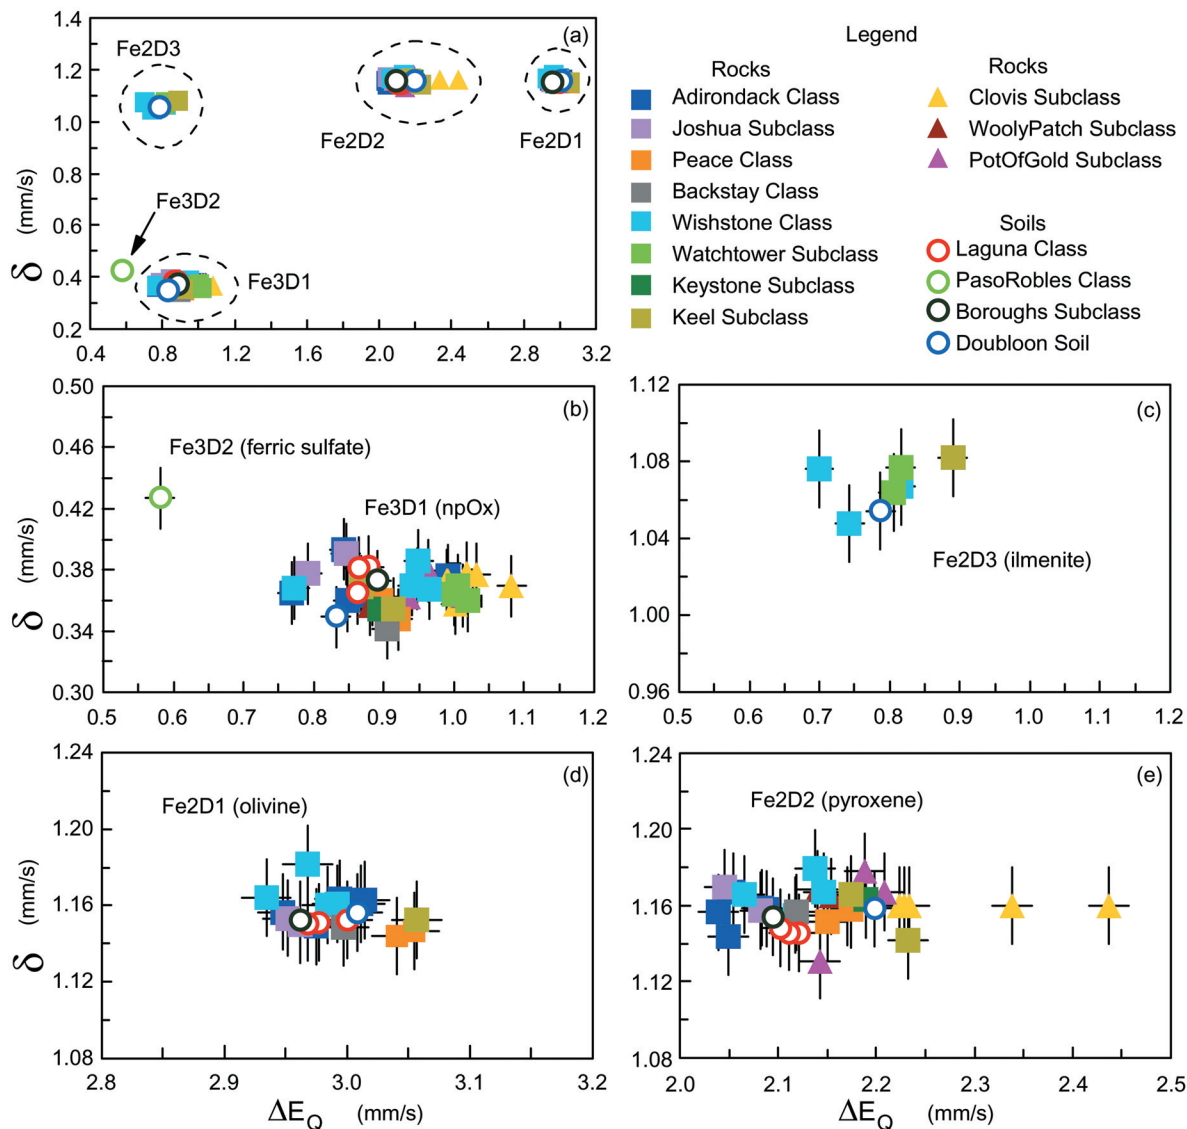 (a)
1.4
1.2
1.0
0.8
0.6
0.4
0.2
δ (mm/s)
Fe2D3
Fe2D2
Fe2D1
Fe3D2
Fe3D1
0.4 0.8 1.2 1.6 2.0 2.4 2.8 3.2
Legend
Rocks
Adirondack Class
Joshua Subclass
Peace Class
Backstay Class
Wishstone Class
Watchtower Subclass
Keystone Subclass
Keel Subclass
Rocks
Clovis Subclass
WoolyPatch Subclass
PotOfGold Subclass
Soils
Laguna Class
PasoRobles Class
Boroughs Subclass
Doubloon Soil
(b)
0.50
0.46
0.42
0.38
0.34
0.30
δ (mm/s)
Fe3D2 (ferric sulfate)
Fe3D1 (npOx)
0.5 0.6 0.7 0.8 0.9 1.0 1.1 1.2
(c)
1.12
1.08
1.04
1.00
0.96
Fe2D3 (ilmenite)
0.5 0.6 0.7 0.8 0.9 1.0 1.1 1.2
(d)
1.24
1.20
1.16
1.12
1.08
δ (mm/s)
Fe2D1 (olivine)
2.8 2.9 3.0 3.1 3.2
ΔEQ (mm/s)
(e)
1.24
1.20
1.16
1.12
1.08
Fe2D2 (pyroxene)
2.0 2.1 2.2 2.3 2.4 2.5
ΔEQ (mm/s)